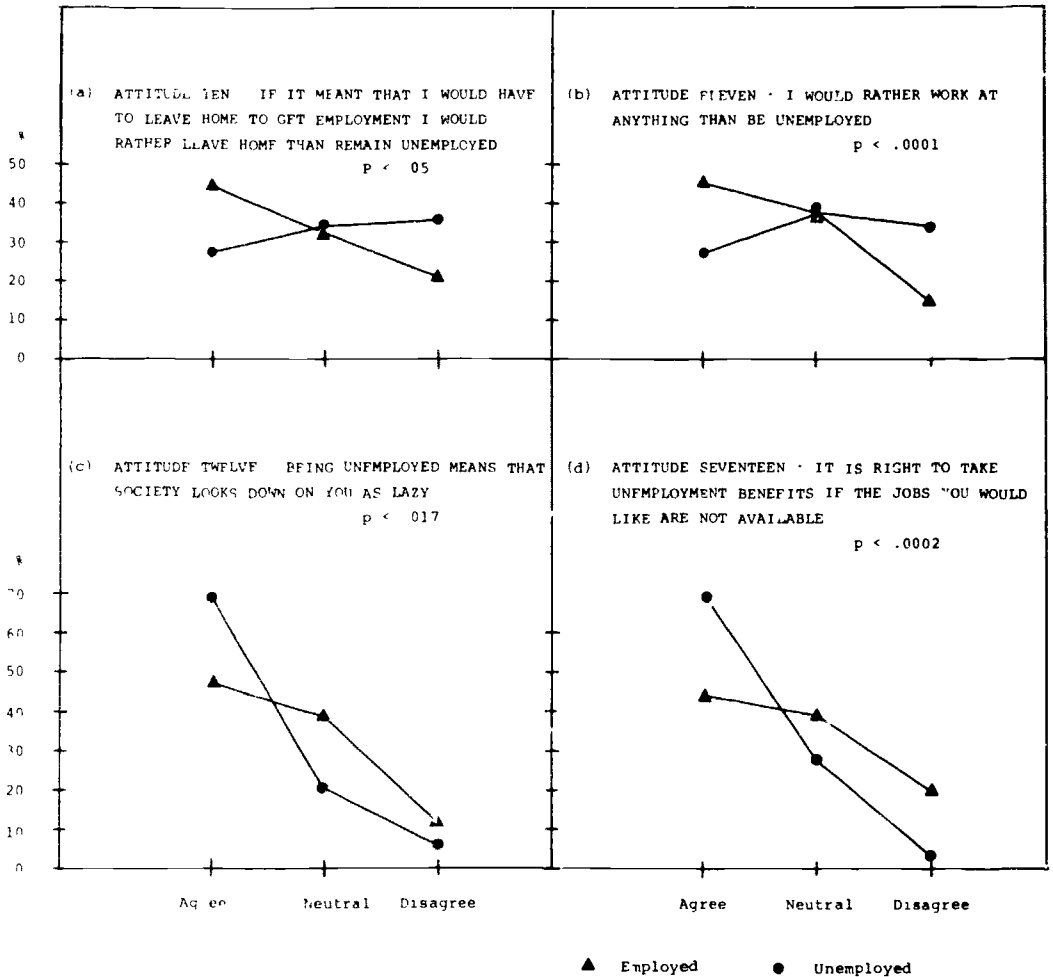 (a) ATTITUDE TEN IF IT MEANT THAT I WOULD HAVE
TO LEAVE HOME TO GET EMPLOYMENT I WOULD
RATHER LEAVE HOME THAN REMAIN UNEMPLOYED
p < 05
%
50
40
30
20
10
0
(b) ATTITUDE ELEVEN · I WOULD RATHER WORK AT
ANYTHING THAN BE UNEMPLOYED
p < .0001
(c) ATTITUDE TWELVE BEING UNEMPLOYED MEANS THAT
SOCIETY LOOKS DOWN ON YOU AS LAZY
p < 017
%
70
60
50
40
30
20
10
0
(d) ATTITUDE SEVENTEEN · IT IS RIGHT TO TAKE
UNEMPLOYMENT BENEFITS IF THE JOBS YOU WOULD
LIKE ARE NOT AVAILABLE
p < .0002
Agree Neutral Disagree
Agree Neutral Disagree
▲ Employed ● Unemployed